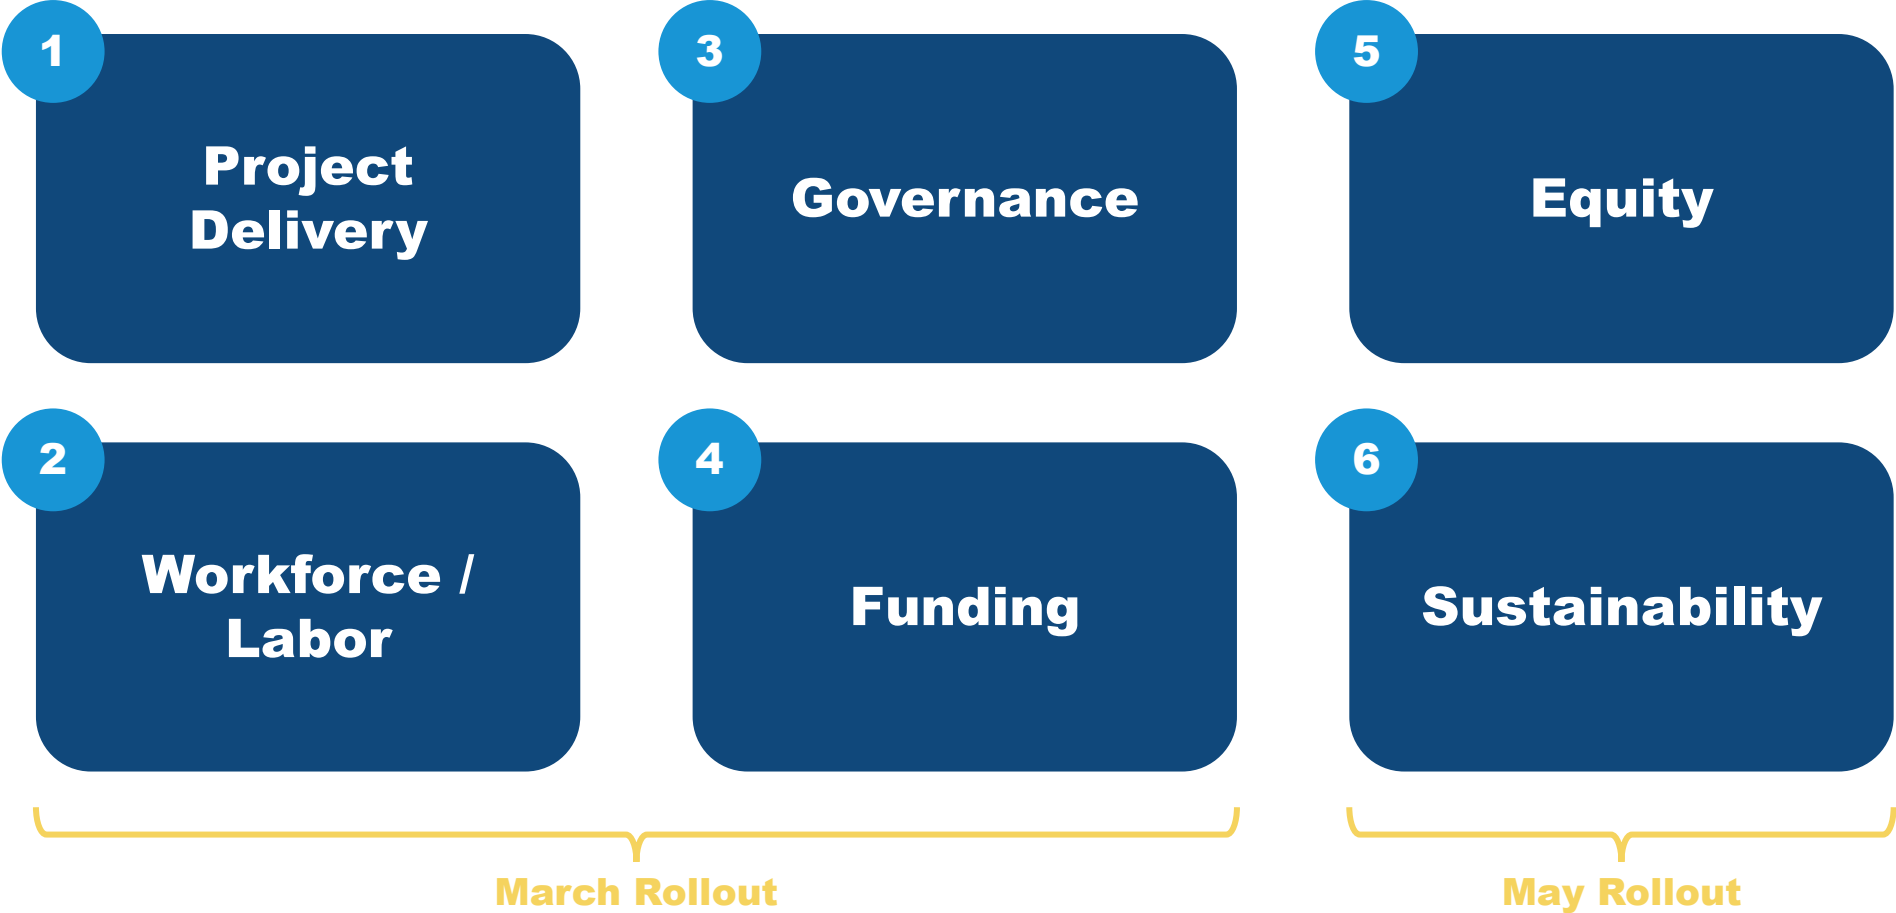 1
Project
Delivery
2
Workforce /
Labor
3
Governance
4
Funding
5
Equity
6
Sustainability
March Rollout
May Rollout